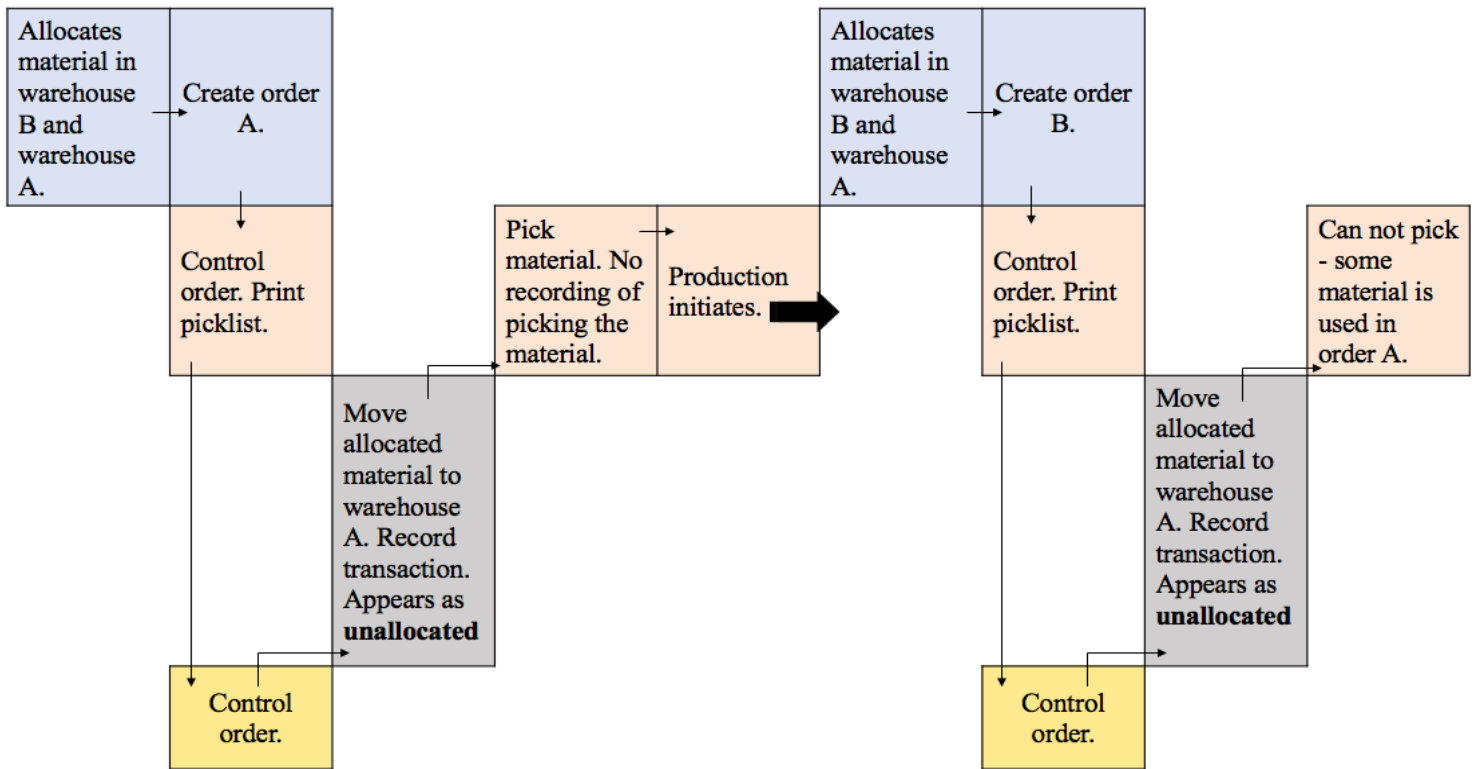 Allocates
material in
warehouse
B and
warehouse
A.
Create order
A.
Control
order. Print
picklist.
Control
order.
Move
allocated
material to
warehouse
A. Record
transaction.
Appears as
unallocated
Pick
material. No
recording of
picking the
material.
Production
initiates.
Allocates
material in
warehouse
B and
warehouse
A.
Create order
B.
Control
order. Print
picklist.
Control
order.
Move
allocated
material to
warehouse
A. Record
transaction.
Appears as
unallocated
Can not pick
- some
material is
used in
order A.